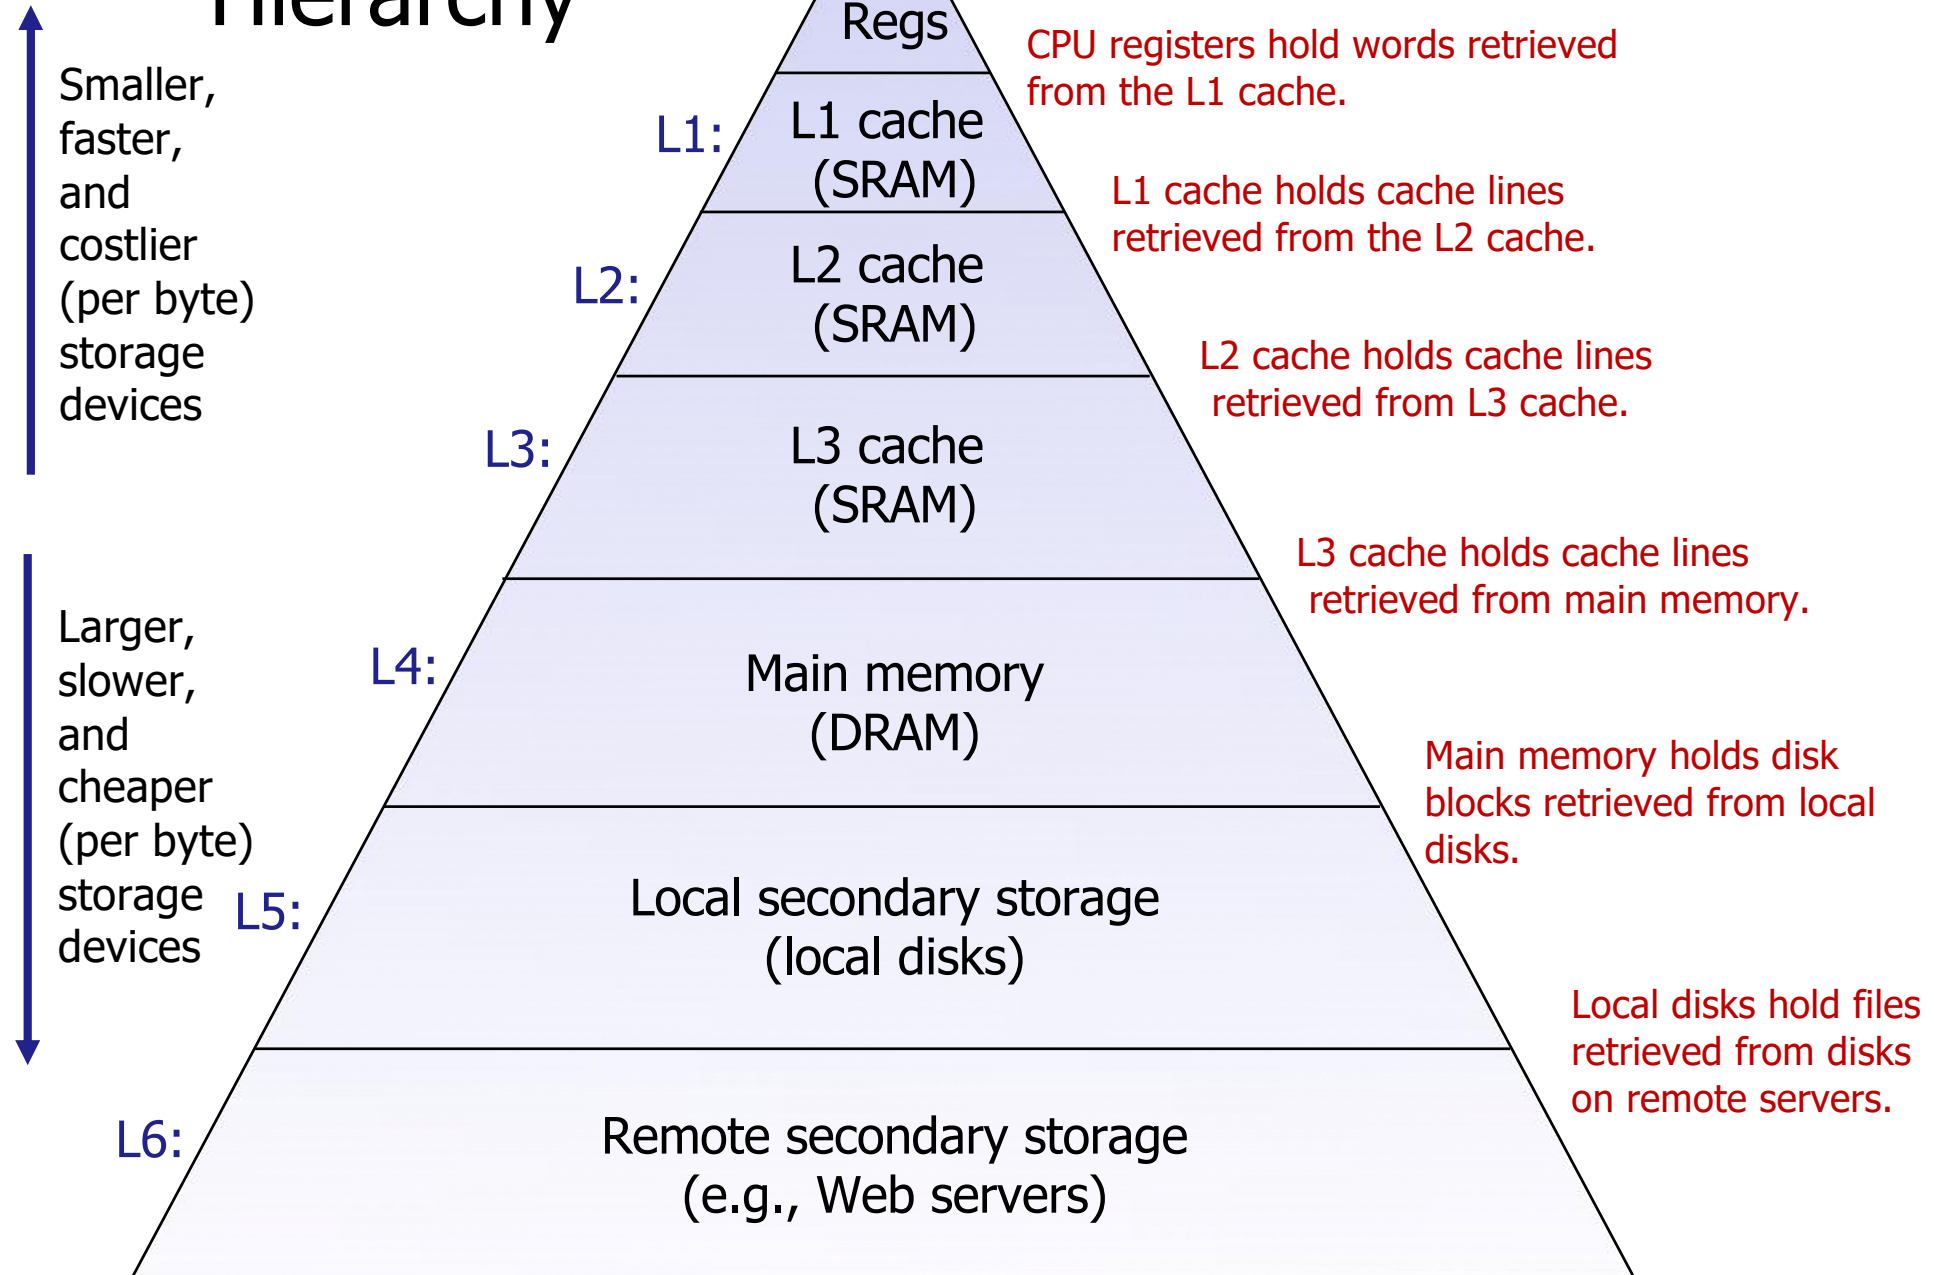 Hierarchy
Regs
CPU registers hold words retrieved
from the L1 cache.
Smaller,
faster,
and
costlier
(per byte)
storage
devices
L1:
L1 cache
(SRAM)
L1 cache holds cache lines
retrieved from the L2 cache.
L2:
L2 cache
(SRAM)
L2 cache holds cache lines
retrieved from L3 cache.
L3:
L3 cache
(SRAM)
L3 cache holds cache lines
retrieved from main memory.
Larger,
slower,
and
cheaper
(per byte)
storage
devices
L4:
Main memory
(DRAM)
Main memory holds disk
blocks retrieved from local
disks.
L5:
Local secondary storage
(local disks)
Local disks hold files
retrieved from disks
on remote servers.
L6:
Remote secondary storage
(e.g., Web servers)